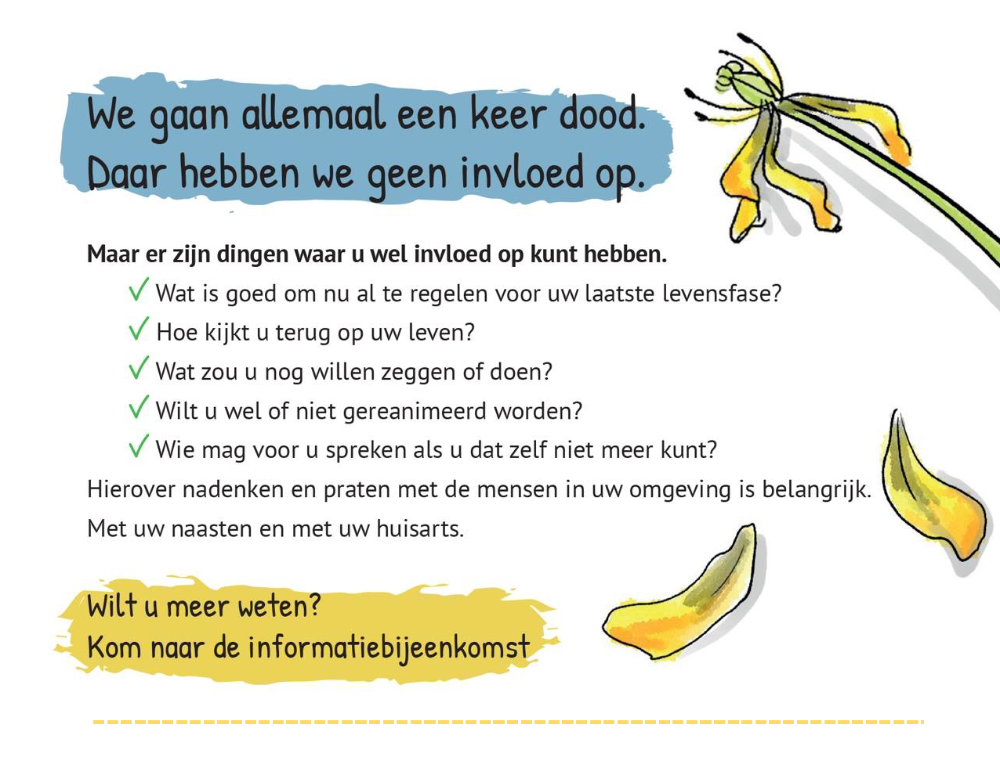 We gaan allemaal een keer dood.
Daar hebben we geen invloed op.
Maar er zijn dingen waar u wel invloed op kunt hebben.
✓ Wat is goed om nu al te regelen voor uw laatste levensfase?
✓ Hoe kijkt u terug op uw leven?
✓ Wat zou u nog willen zeggen of doen?
✓ Wilt u wel of niet gereanimeerd worden?
✓ Wie mag voor u spreken als u dat zelf niet meer kunt?
Hierover nadenken en praten met de mensen in uw omgeving is belangrijk.
Met uw naasten en met uw huisarts.
Wilt u meer weten?
Kom naar de informatiebijeenkomst